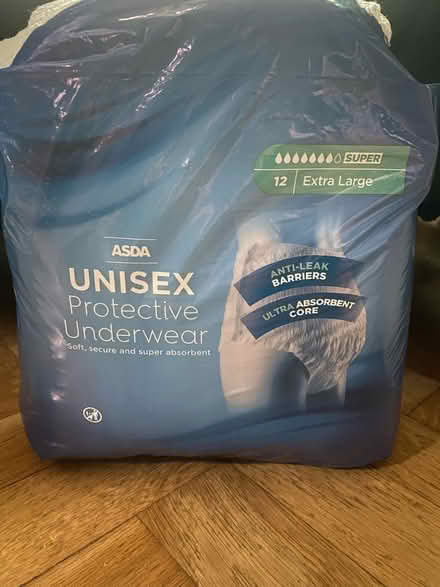 SUPER
12 Extra Large
ASDA
UNISEX
Protective
Underwear
Soft, secure and super absorbent
ANTI-LEAK
BARRIERS
ULTRA ABSORBENT
CORE